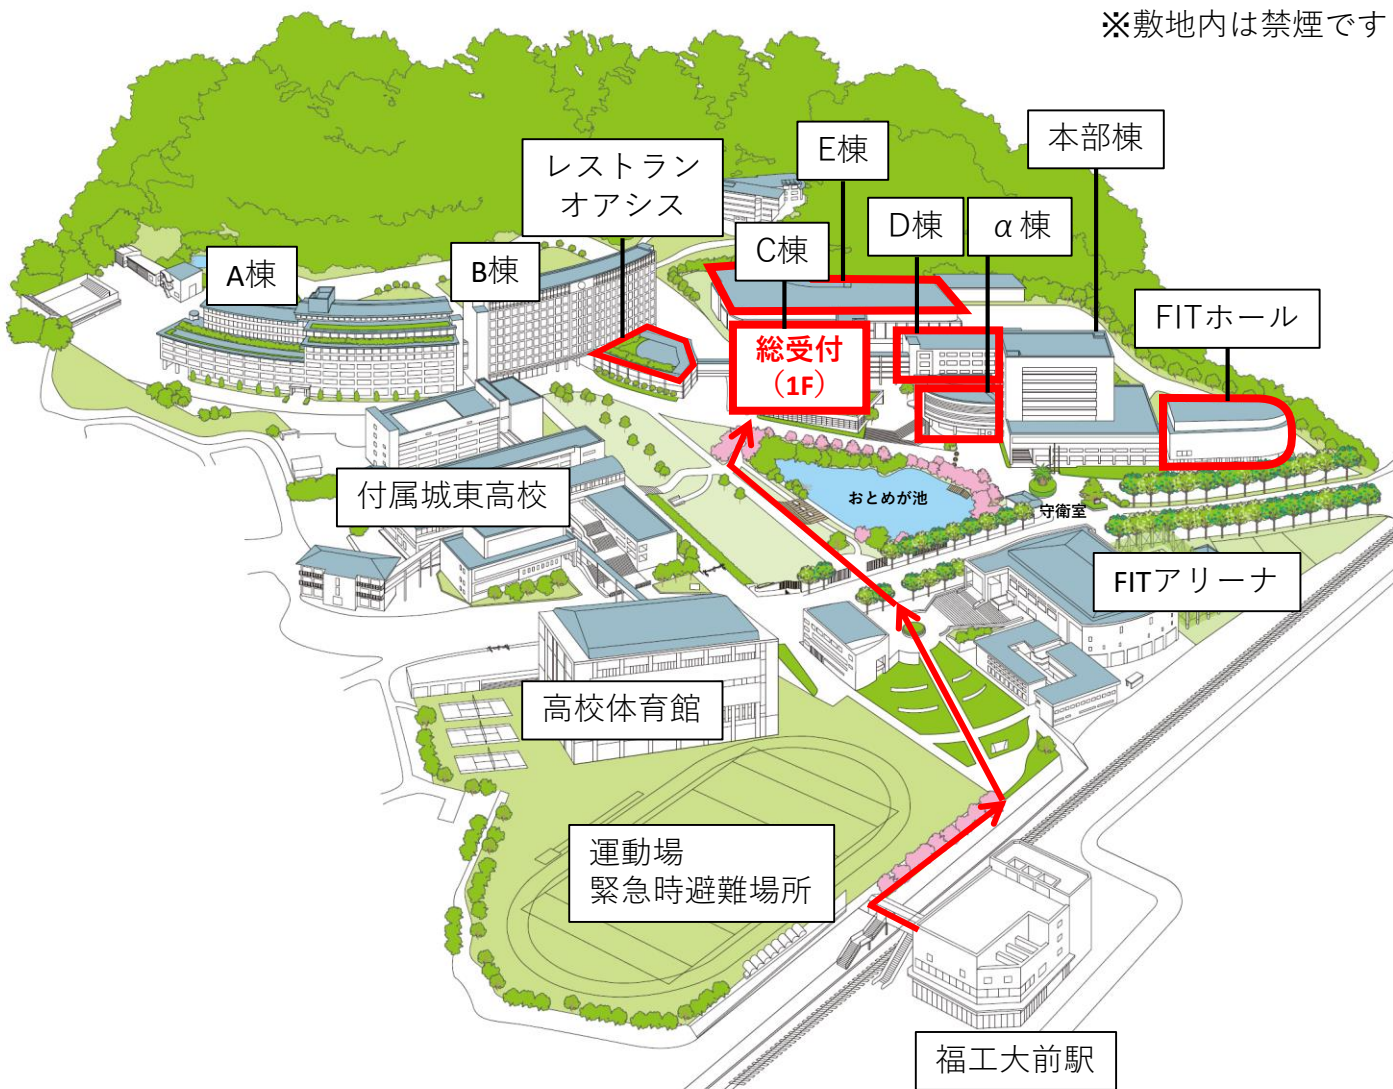 ※敷地内は禁煙です
E棟
本部棟
レストラン
オアシス
D棟
α棟
C棟
A棟
B棟
FITホール
総受付
（1F）
付属城東高校
おとめが池
守衛室
FITアリーナ
高校体育館
運動場
緊急時避難場所
福工大前駅